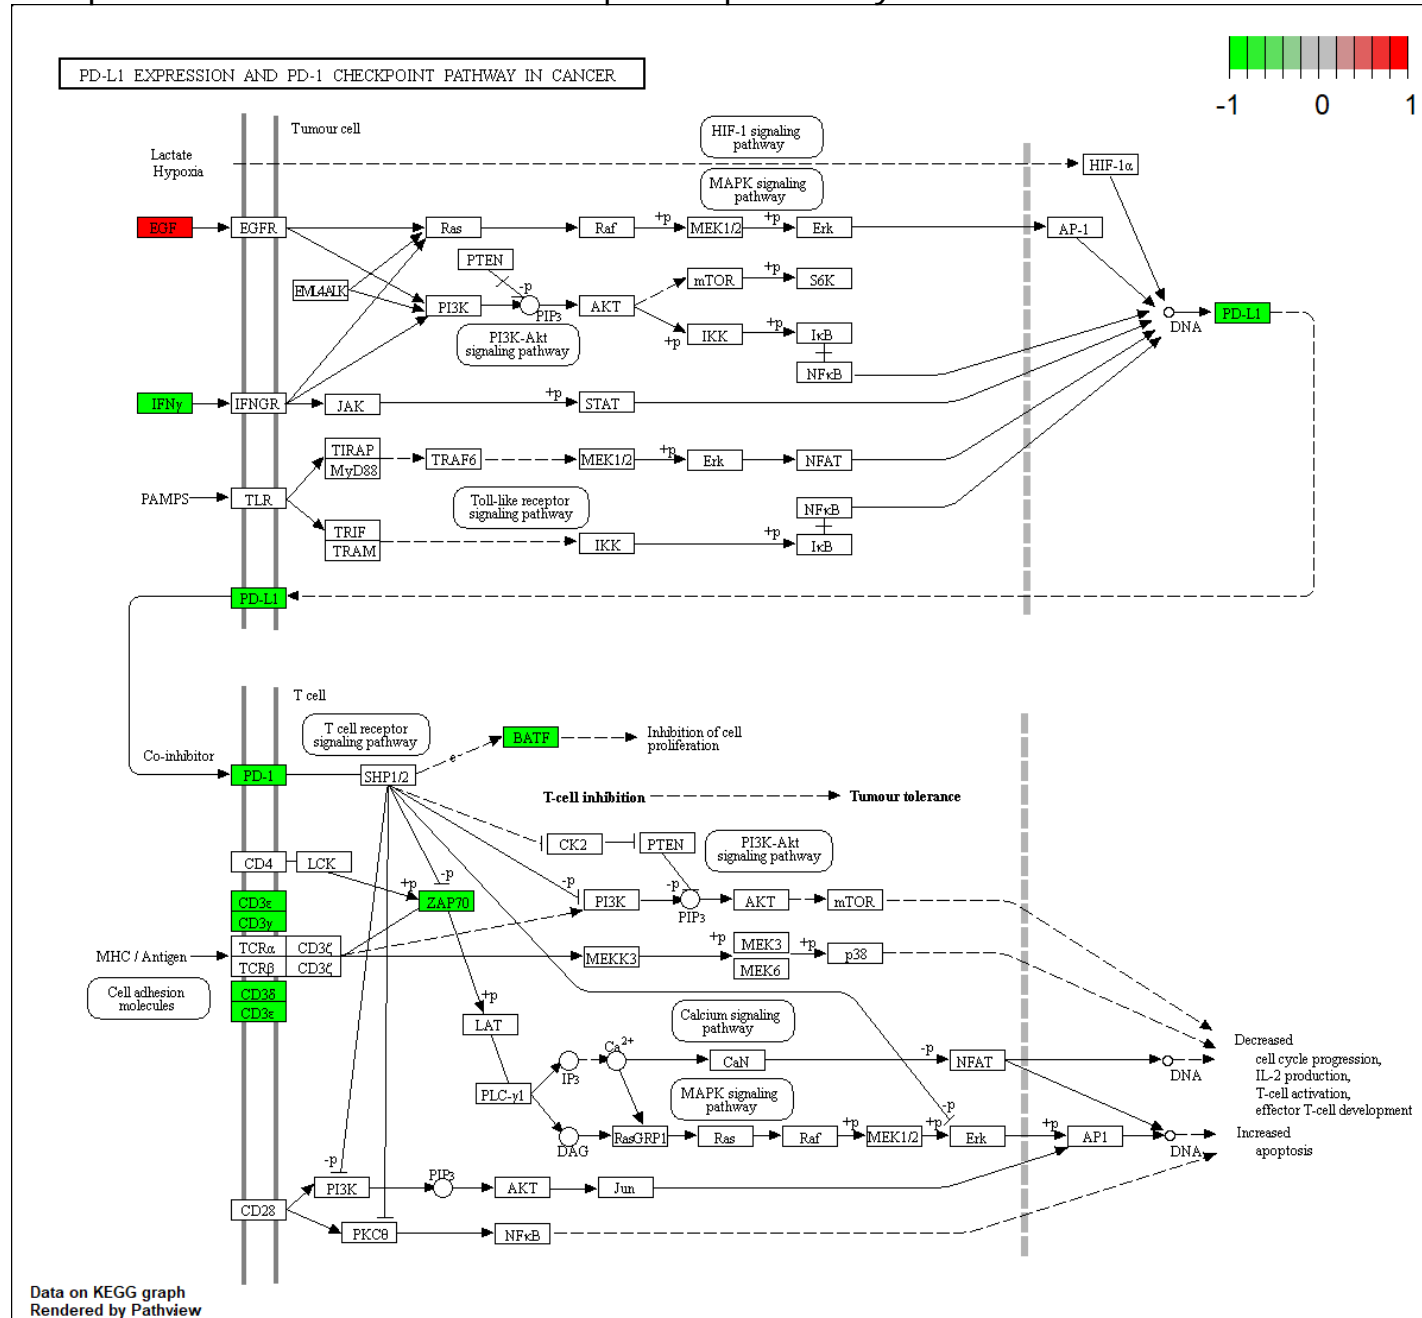 PD-L1 EXPRESSION AND PD-1 CHECKPOINT PATHWAY IN CANCER
-1 0 1
Tumour cell
HIF-1 signaling
pathway
Lactate
Hypoxia
HIF-1α
MAPK signaling
pathway
EGF EGFR Ras Raf +p MEK1/2 +p Erk AP-1
PTEN
EML4ALK
-p
mTOR +p S6K
PI3K PIP3 AKT
PD-L1
DNA
PI3K-Akt
signaling pathway
+p IKK +p IκB
NFκB
IFNγ IFNGR JAK +p STAT
TIRAP
MyD88
TRAF6 MEK1/2 +p Erk NFAT
PAMPS TLR
Toll-like receptor
signaling pathway
NFκB
TRIF
TRAM
IKK +p IκB
PD-L1
T cell
T cell receptor
signaling pathway
BATF
Inhibition of cell
proliferation
Co-inhibitor
e
PD-1 SHP1/2
T-cell inhibition Tumour tolerance
CK2 PTEN
PI3K-Akt
signaling pathway
CD4 LCK
+p -p
ZAP70
-p PI3K -p PIP3 AKT mTOR
CD3ε
CD3γ
MHC / Antigen
TCRα CD3ζ
TCRβ CD3ζ
MEKK3 +p MEK3
MEK6
+p p38
Cell adhesion
molecules
CD3δ
CD3ε
+p
LAT
Calcium signaling
pathway
IP3 Ca2+ CaN -p NFAT DNA
Decreased
cell cycle progression,
IL-2 production,
T-cell activation,
effector T-cell development
PLC-γ1
MAPK signaling
pathway
DAG RasGRP1 Ras Raf +p MEK1/2 +p -p Erk +p AP1 DNA
Increased
apoptosis
-p
PI3K PIP3 AKT Jun
CD28
PKCθ NFκB
Data on KEGG graph
Rendered by Pathview